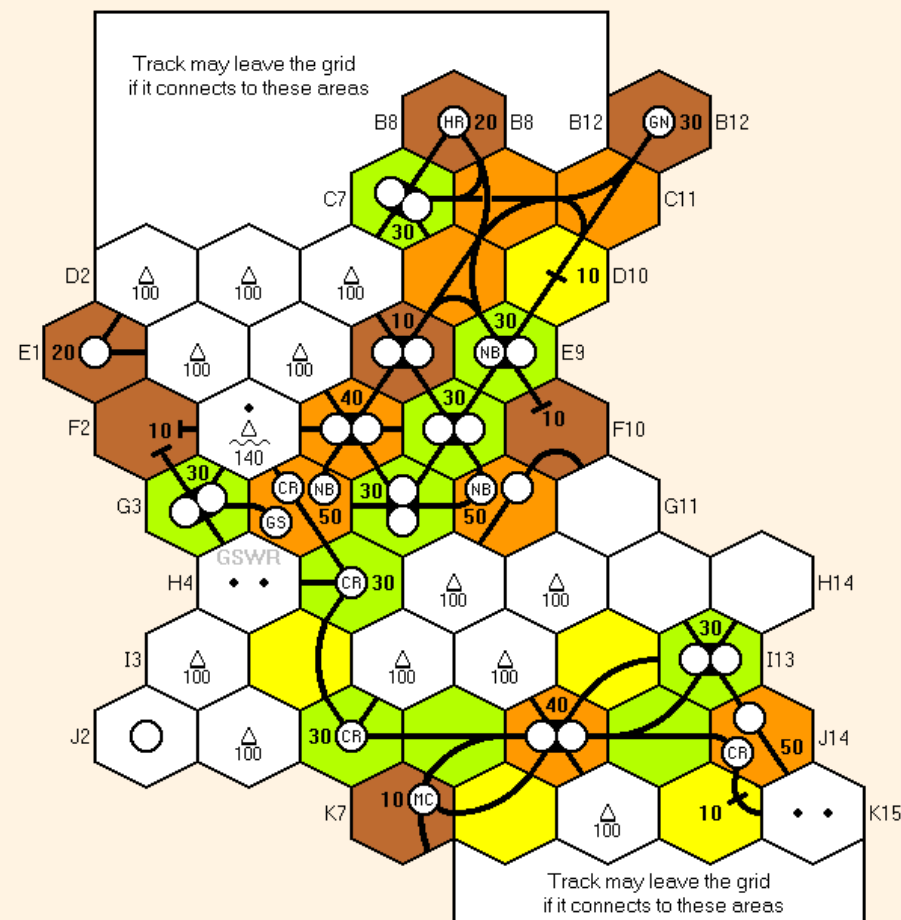 Track may leave the grid
if it connects to these areas
B8 HR 20 B8 B12 GN 30 B12
C7 30 C11
D2 100 100 100 10 D10
E1 20 100 100 10 30 NB E9
F2 10 140 40 30 10 F10
G3 30 GS CR NB 50 30 NB 50 G11
GSWR
H4 CR 30 100 100 H14
I3 100 100 100 30 I13
J2 100 30 CR 40 CR 50 J14
K7 10 MC 100 10 K15
Track may leave the grid
if it connects to these areas